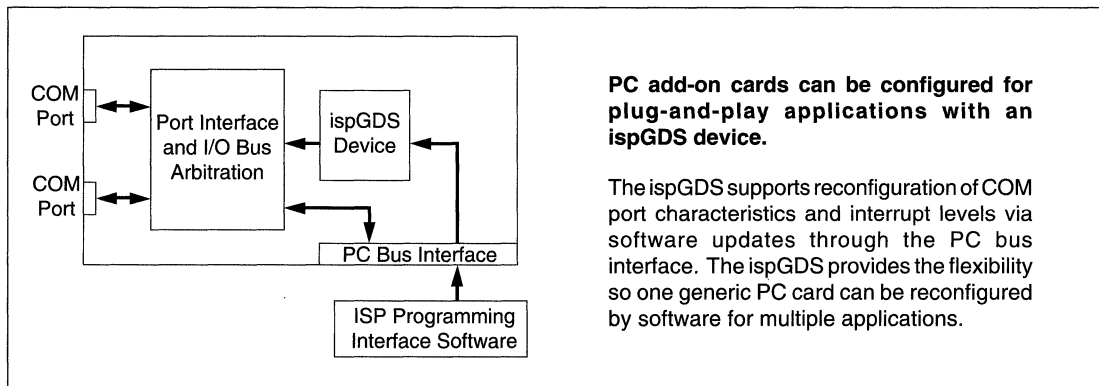 COM
Port
Port Interface
and I/O Bus
Arbitration
ispGDS
Device
COM
Port
PC Bus Interface
ISP Programming
Interface Software
PC add-on cards can be configured for
plug-and-play applications with an
ispGDS device.
The ispGDS supports reconfiguration of COM
port characteristics and interrupt levels via
software updates through the PC bus
interface. The ispGDS provides the flexibility
so one generic PC card can be reconfigured
by software for multiple applications.